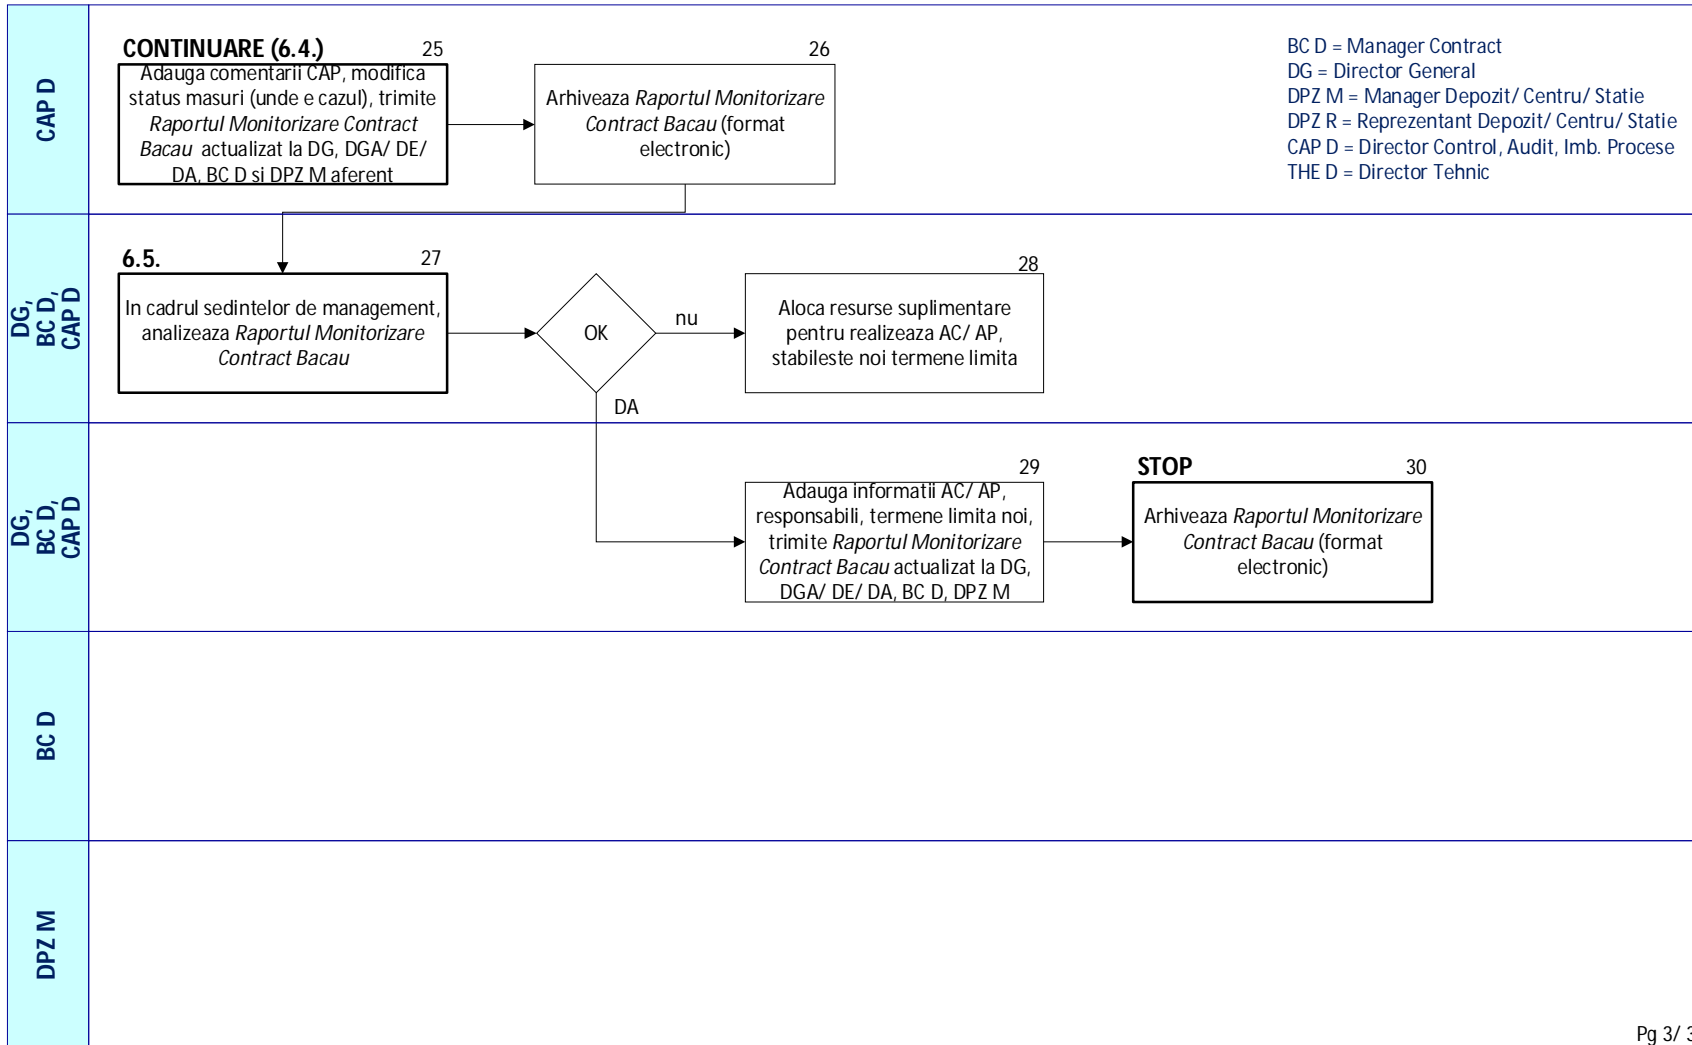 CAP D
CONTINUARE (6.4.)
25
Adauga comentarii CAP, modifica
status masuri (unde e cazul), trimite
Raportul Monitorizare Contract
Bacau actualizat la DG, DGA/ DE/
DA, BC D si DPZ M aferent
26
Arhiveaza Raportul Monitorizare
Contract Bacau (format
electronic)
BC D = Manager Contract
DG = Director General
DPZ M = Manager Depozit/ Centru/ Statie
DPZ R = Reprezentant Depozit/ Centru/ Statie
CAP D = Director Control, Audit, Imb. Procese
THE D = Director Tehnic
DG,
BC D,
CAP D
6.5.
27
In cadrul sedintelor de management,
analizeaza Raportul Monitorizare
Contract Bacau
OK
nu
DA
28
Aloca resurse suplimentare
pentru realizeaza AC/ AP,
stabileste noi termene limita
DG,
BC D,
CAP D
29
Adauga informatii AC/ AP,
responsabili, termene limita noi,
trimite Raportul Monitorizare
Contract Bacau actualizat la DG,
DGA/ DE/ DA, BC D, DPZ M
STOP
30
Arhiveaza Raportul Monitorizare
Contract Bacau (format
electronic)
BC D
DPZ M
Pg 3/ 3